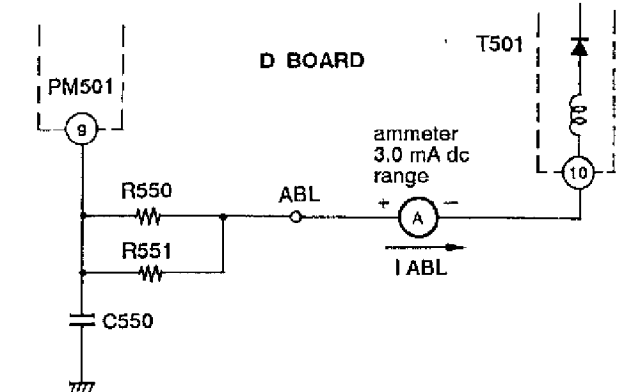 T501
D BOARD
PM501
9
ammeter
3.0 mA dc
range
10
R550
ABL
+
−
A
R551
I ABL
C550